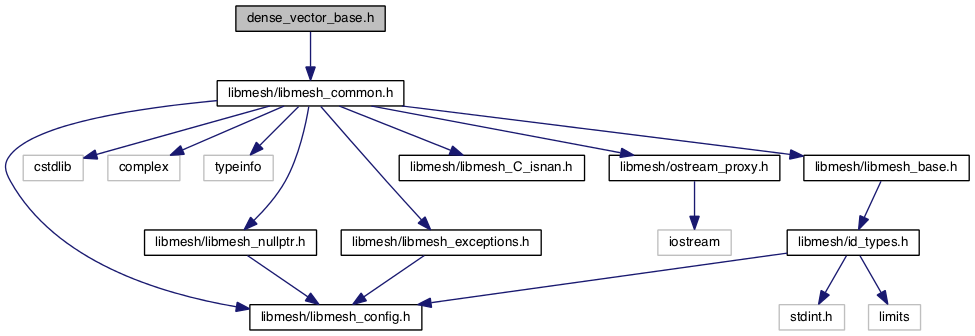 dense_vector_base.h
libmesh/libmesh_common.h
cstdlib
complex
typeinfo
libmesh/libmesh_C_isnan.h
libmesh/ostream_proxy.h
libmesh/libmesh_base.h
libmesh/libmesh_nullptr.h
libmesh/libmesh_exceptions.h
iostream
libmesh/id_types.h
libmesh/libmesh_config.h
stdint.h
limits